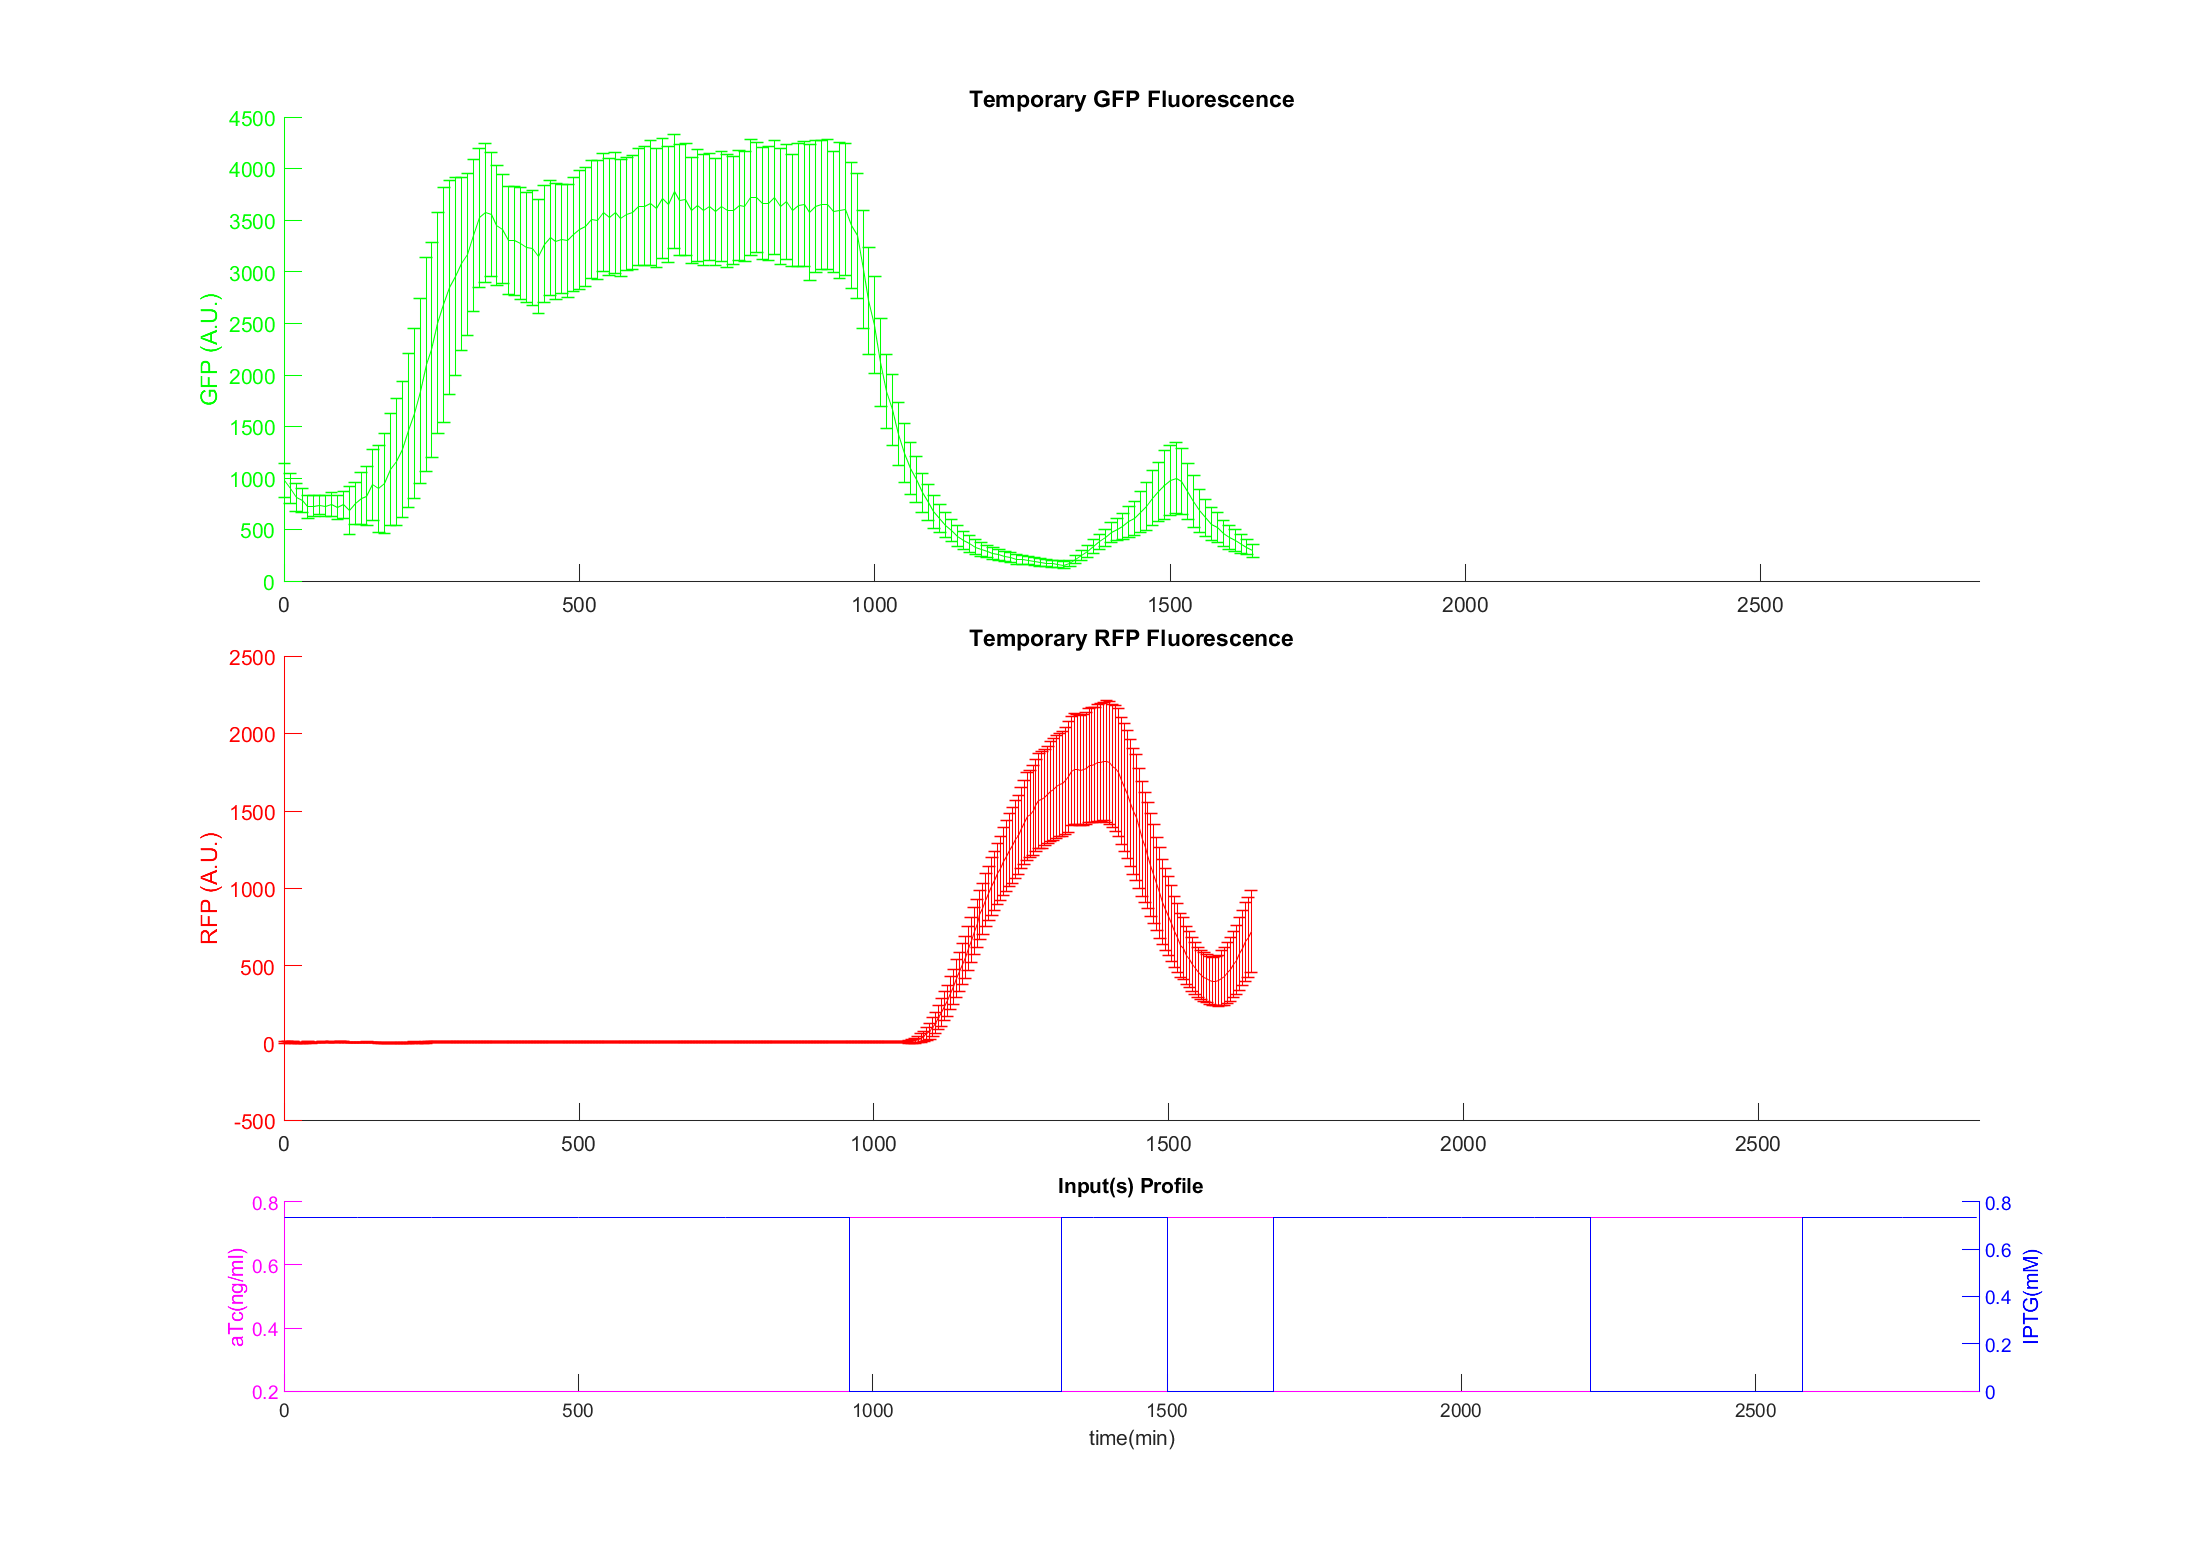 Temporary GFP Fluorescence
4500
4000
3500
3000
2500
2000
1500
1000
500
0
GFP (A.U.)
0 500 1000 1500 2000 2500
Temporary RFP Fluorescence
2500
2000
1500
1000
500
0
-500
RFP (A.U.)
0 500 1000 1500 2000 2500
Input(s) Profile
0.8
0.6
0.4
0.2
aTc(ng/ml)
0.8
0.6
0.4
0.2
0
IPTG(mM)
0 500 1000 1500 2000 2500
time(min)